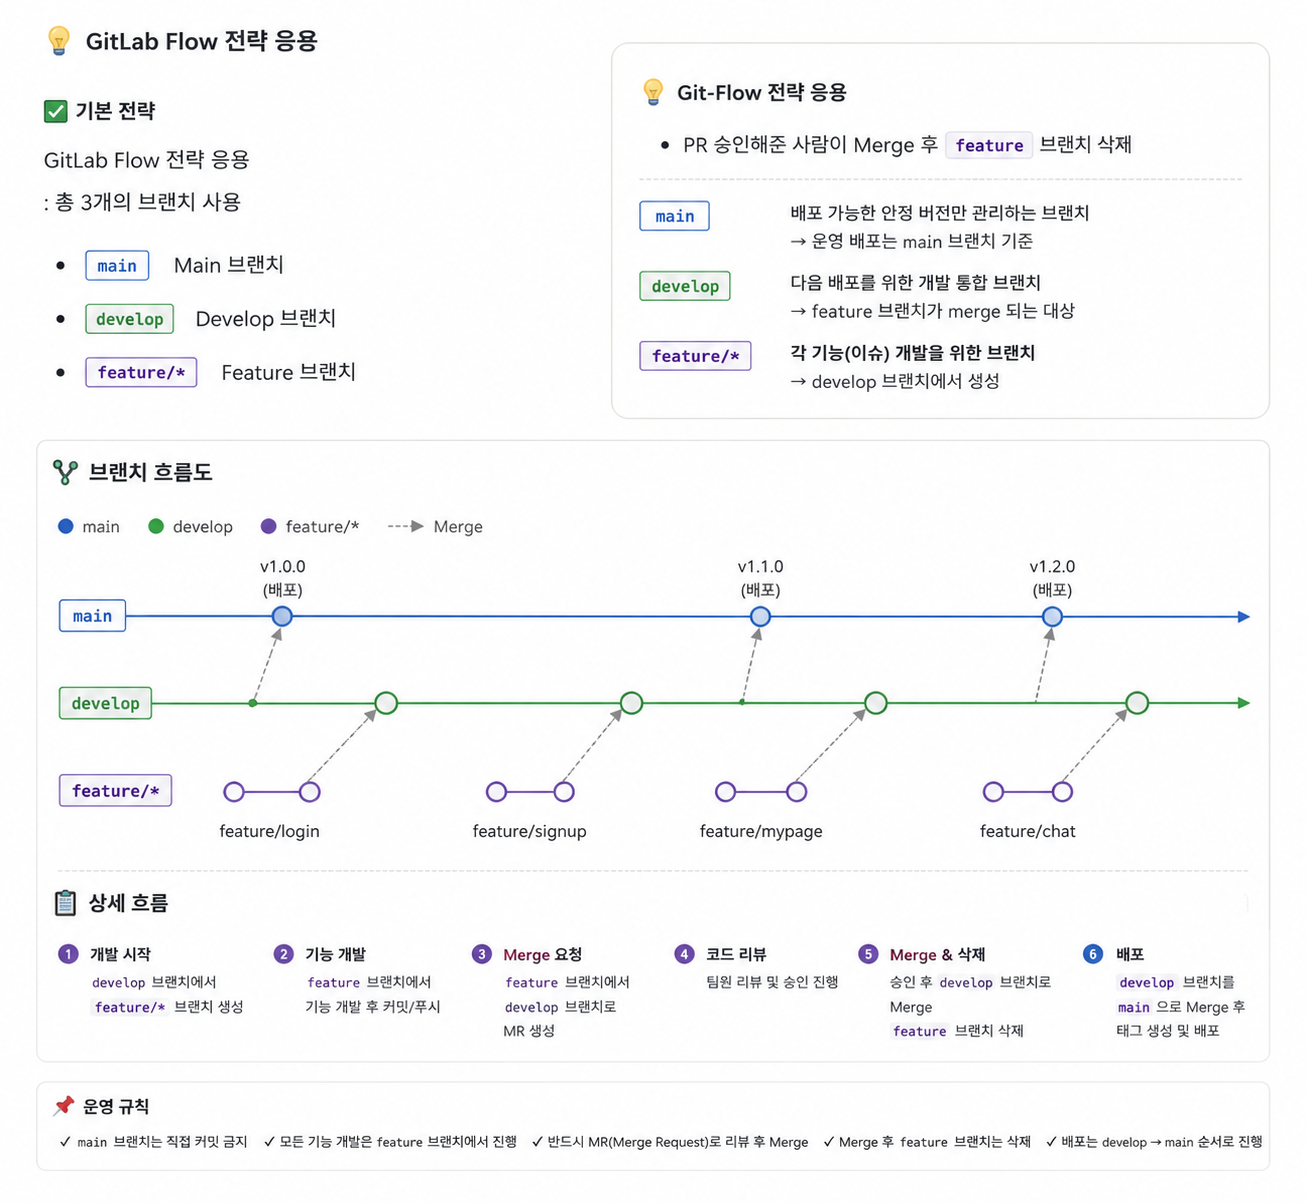 GitLab Flow 전략 응용
기본 전략
GitLab Flow 전략 응용
: 총 3개의 브랜치 사용
• main Main 브랜치
• develop Develop 브랜치
• feature/* Feature 브랜치
Git-Flow 전략 응용
• PR 승인해준 사람이 Merge 후 feature 브랜치 삭제
main 배포 가능한 안정 버전만 관리하는 브랜치
→ 운영 배포는 main 브랜치 기준
develop 다음 배포를 위한 개발 통합 브랜치
→ feature 브랜치가 merge 되는 대상
feature/* 각 기능(이슈) 개발을 위한 브랜치
→ develop 브랜치에서 생성
브랜치 흐름도
main develop feature/* Merge
v1.0.0 v1.1.0 v1.2.0
(배포) (배포) (배포)
main
develop
feature/*
feature/login feature/signup feature/mypage feature/chat
상세 흐름
1 개발 시작
develop 브랜치에서
feature/* 브랜치 생성
2 기능 개발
feature 브랜치에서
기능 개발 후 커밋/푸시
3 Merge 요청
feature 브랜치에서
develop 브랜치로
MR 생성
4 코드 리뷰
팀원 리뷰 및 승인 진행
5 Merge & 삭제
승인 후 develop 브랜치로
Merge
feature 브랜치 삭제
6 배포
develop 브랜치를
main 으로 Merge 후
태그 생성 및 배포
운영 규칙
✓ main 브랜치는 직접 커밋 금지 ✓ 모든 기능 개발은 feature 브랜치에서 진행 ✓ 반드시 MR(Merge Request)로 리뷰 후 Merge ✓ Merge 후 feature 브랜치는 삭제 ✓ 배포는 develop → main 순서로 진행